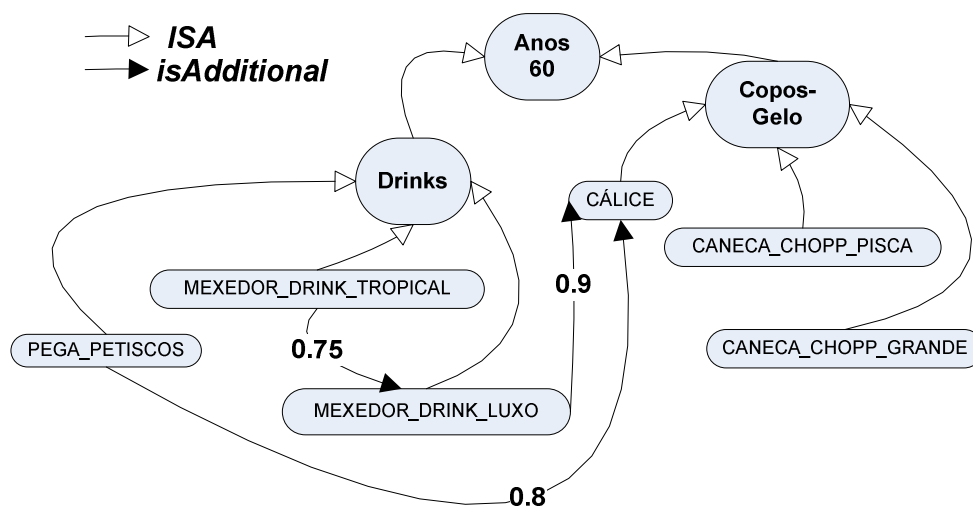 ISA
isAdditional
Anos
60
Copos-
Gelo
Drinks
CÁLICE
CANECA_CHOPP_PISCA
MEXEDOR_DRINK_TROPICAL
0.9
PEGA_PETISCOS
0.75
CANECA_CHOPP_GRANDE
MEXEDOR_DRINK_LUXO
0.8